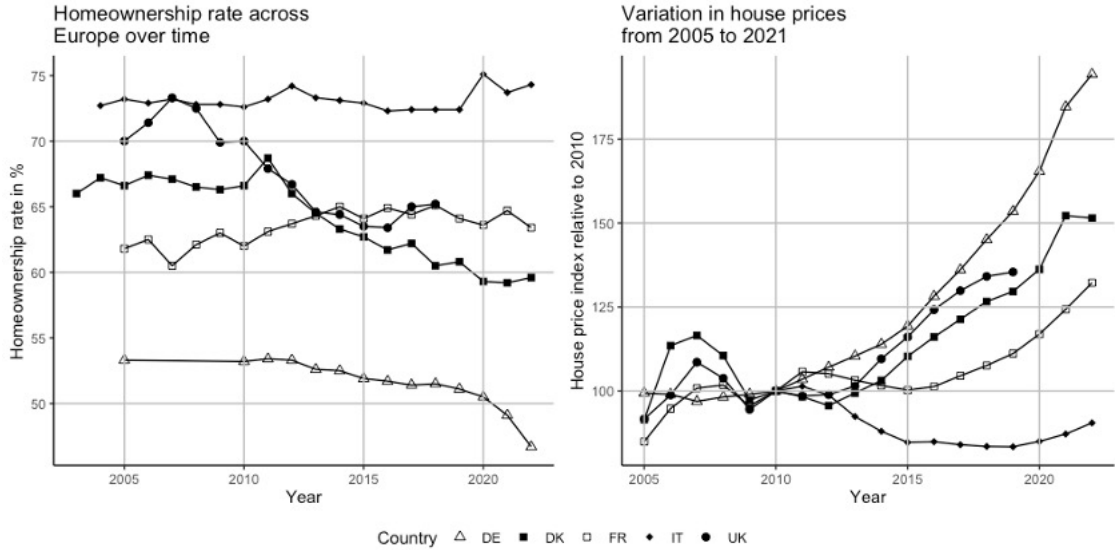 Homeownership rate across
Europe over time
Homeownership rate in %
75
70
65
60
55
50
2005
2010
2015
2020
Year
Variation in house prices
from 2005 to 2021
House price index relative to 2010
175
150
125
100
2005
2010
2015
2020
Year
Country DE DK FR IT UK